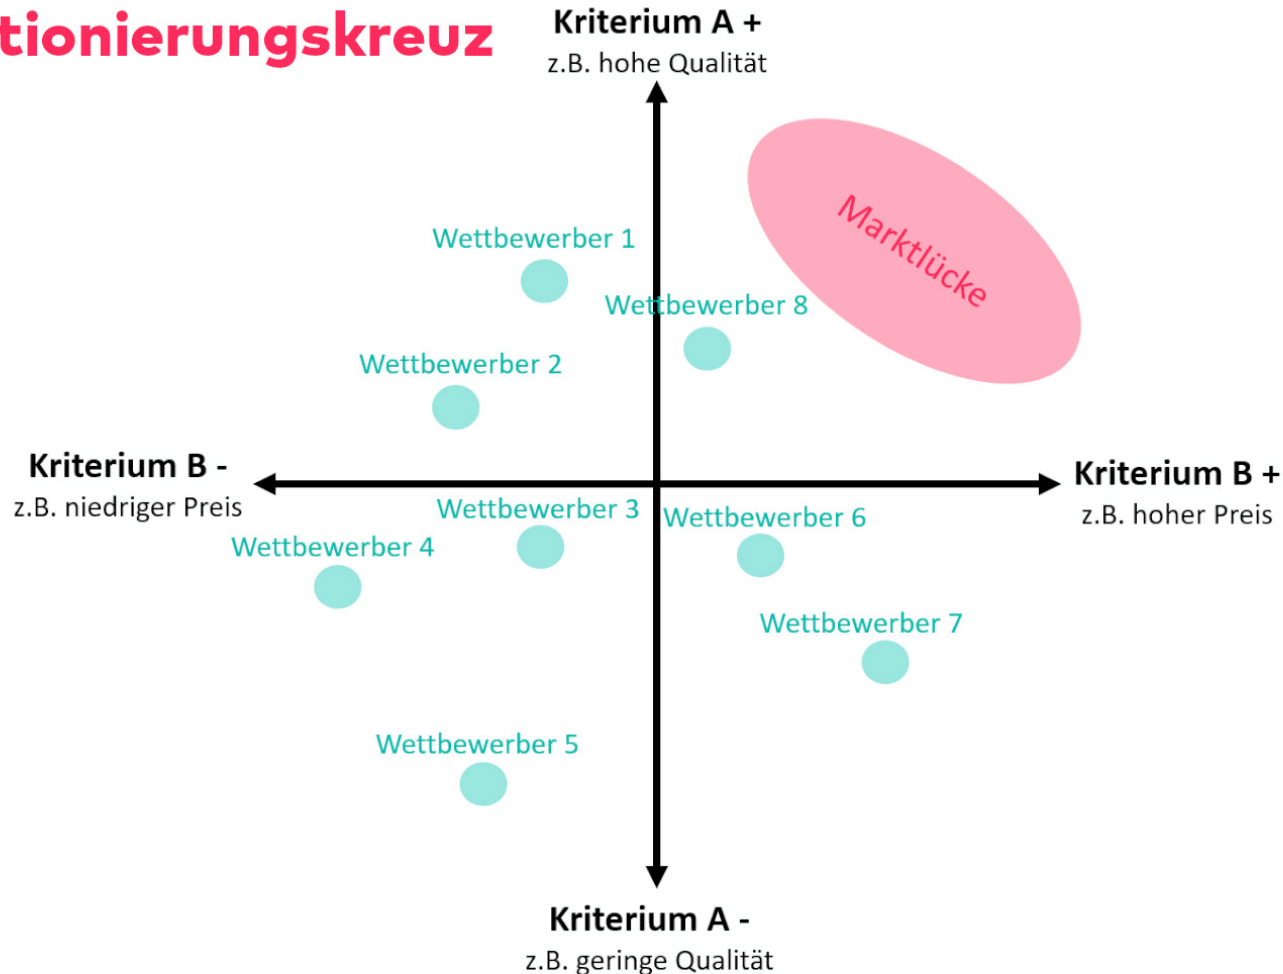 tionierungskreuz
Kriterium A +
z.B. hohe Qualität
Marktlücke
Wettbewerber 1
Wettbewerber 8
Wettbewerber 2
Kriterium B -
z.B. niedriger Preis
Kriterium B +
z.B. hoher Preis
Wettbewerber 3
Wettbewerber 6
Wettbewerber 4
Wettbewerber 7
Wettbewerber 5
Kriterium A -
z.B. geringe Qualität